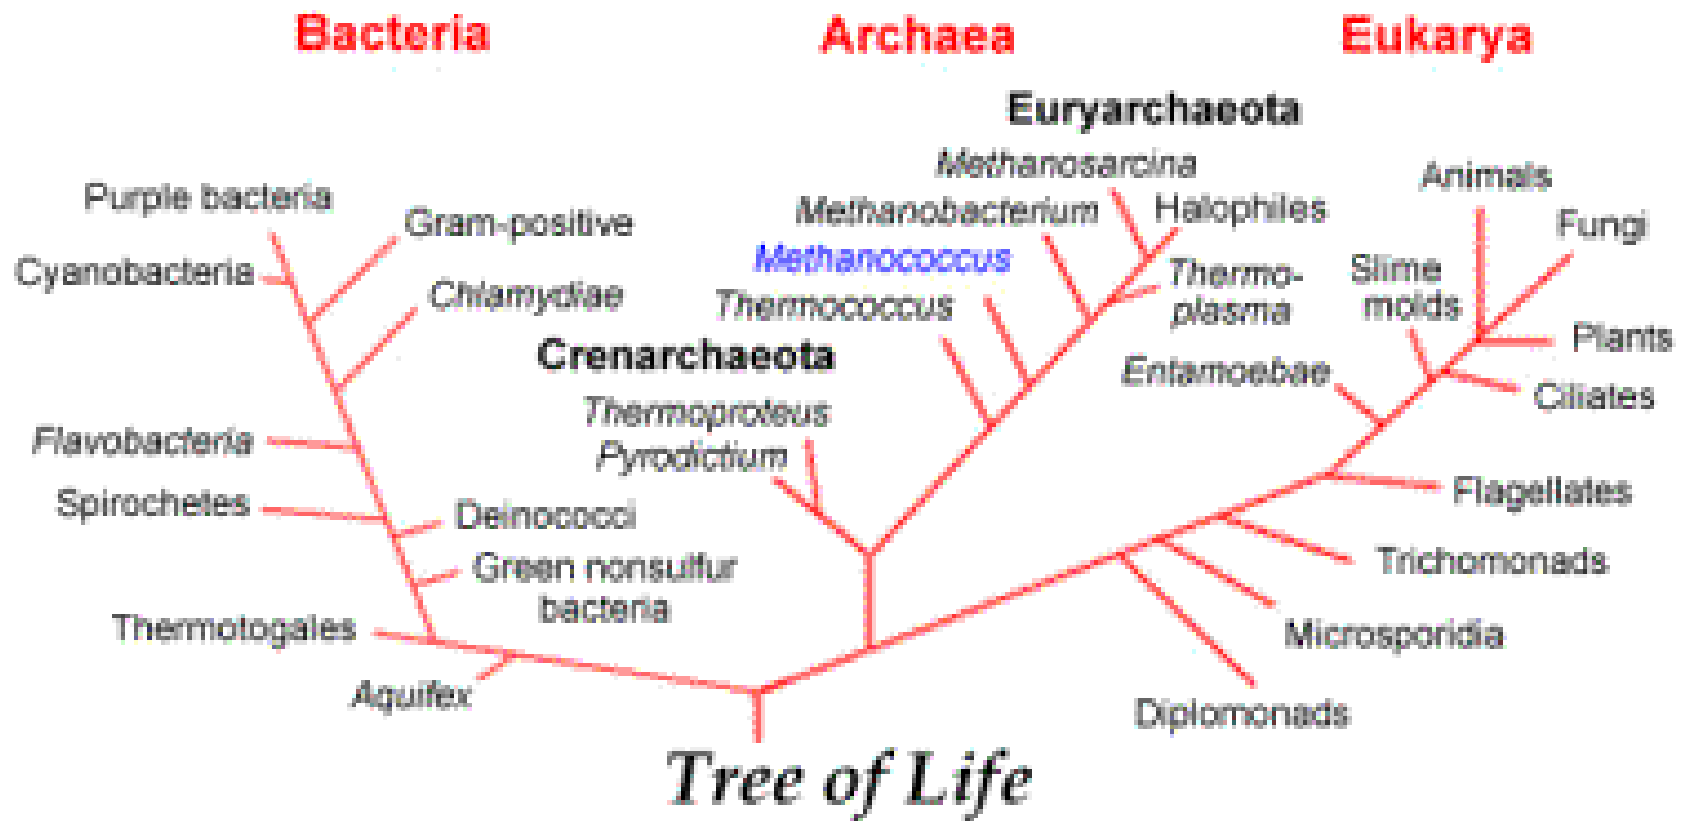 Bacteria
Archaea
Eukarya
Euryarchaeota
Methanosarcina
Animals
Purple bacteria
Gram-positive
Methanobacterium
Halophiles
Fungi
Cyanobacteria
Methanococcus
Slime
molds
Chlamydiae
Thermococcus
Thermo-
plasma
Crenarchaeota
Plants
Entamoebae
Ciliates
Thermoproteus
Flavobacteria
Pyrodictium
Spirochetes
Deinococci
Flagellates
Green nonsulfur
bacteria
Trichomonads
Thermotogales
Microsporidia
Aquifex
Diplomonads
Tree of Life